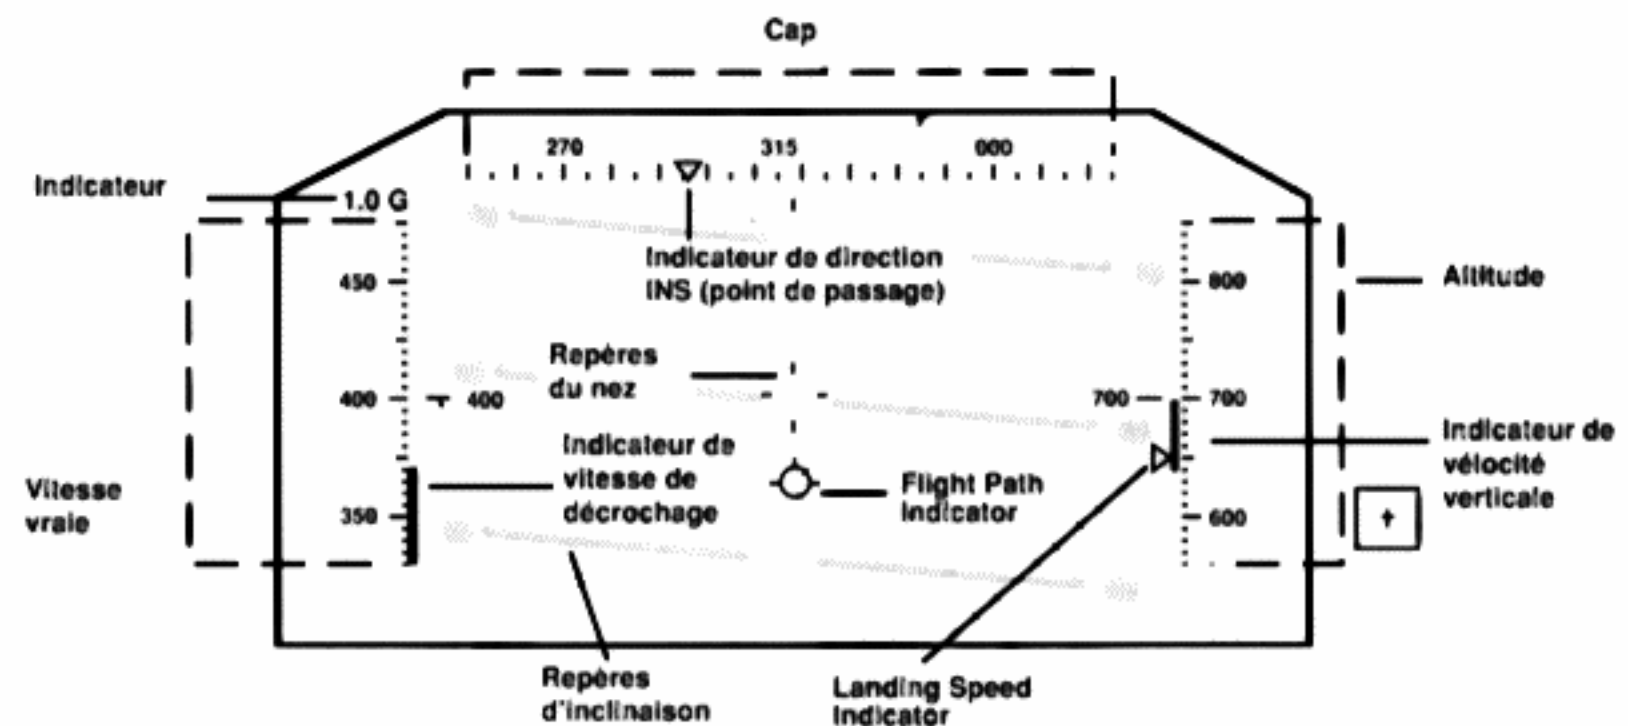 Cap
270 315 000
Indicateur
1.0 G
Indicateur de direction
INS (point de passage)
450
800
Altitude
Repères
du nez
400 400
700 700
Indicateur de
vitesse de
décrochage
Indicateur de
vélocité
verticale
Vitesse
vraie
350
Flight Path
Indicator
600
Repères
d'inclinaison
Landing Speed
Indicator